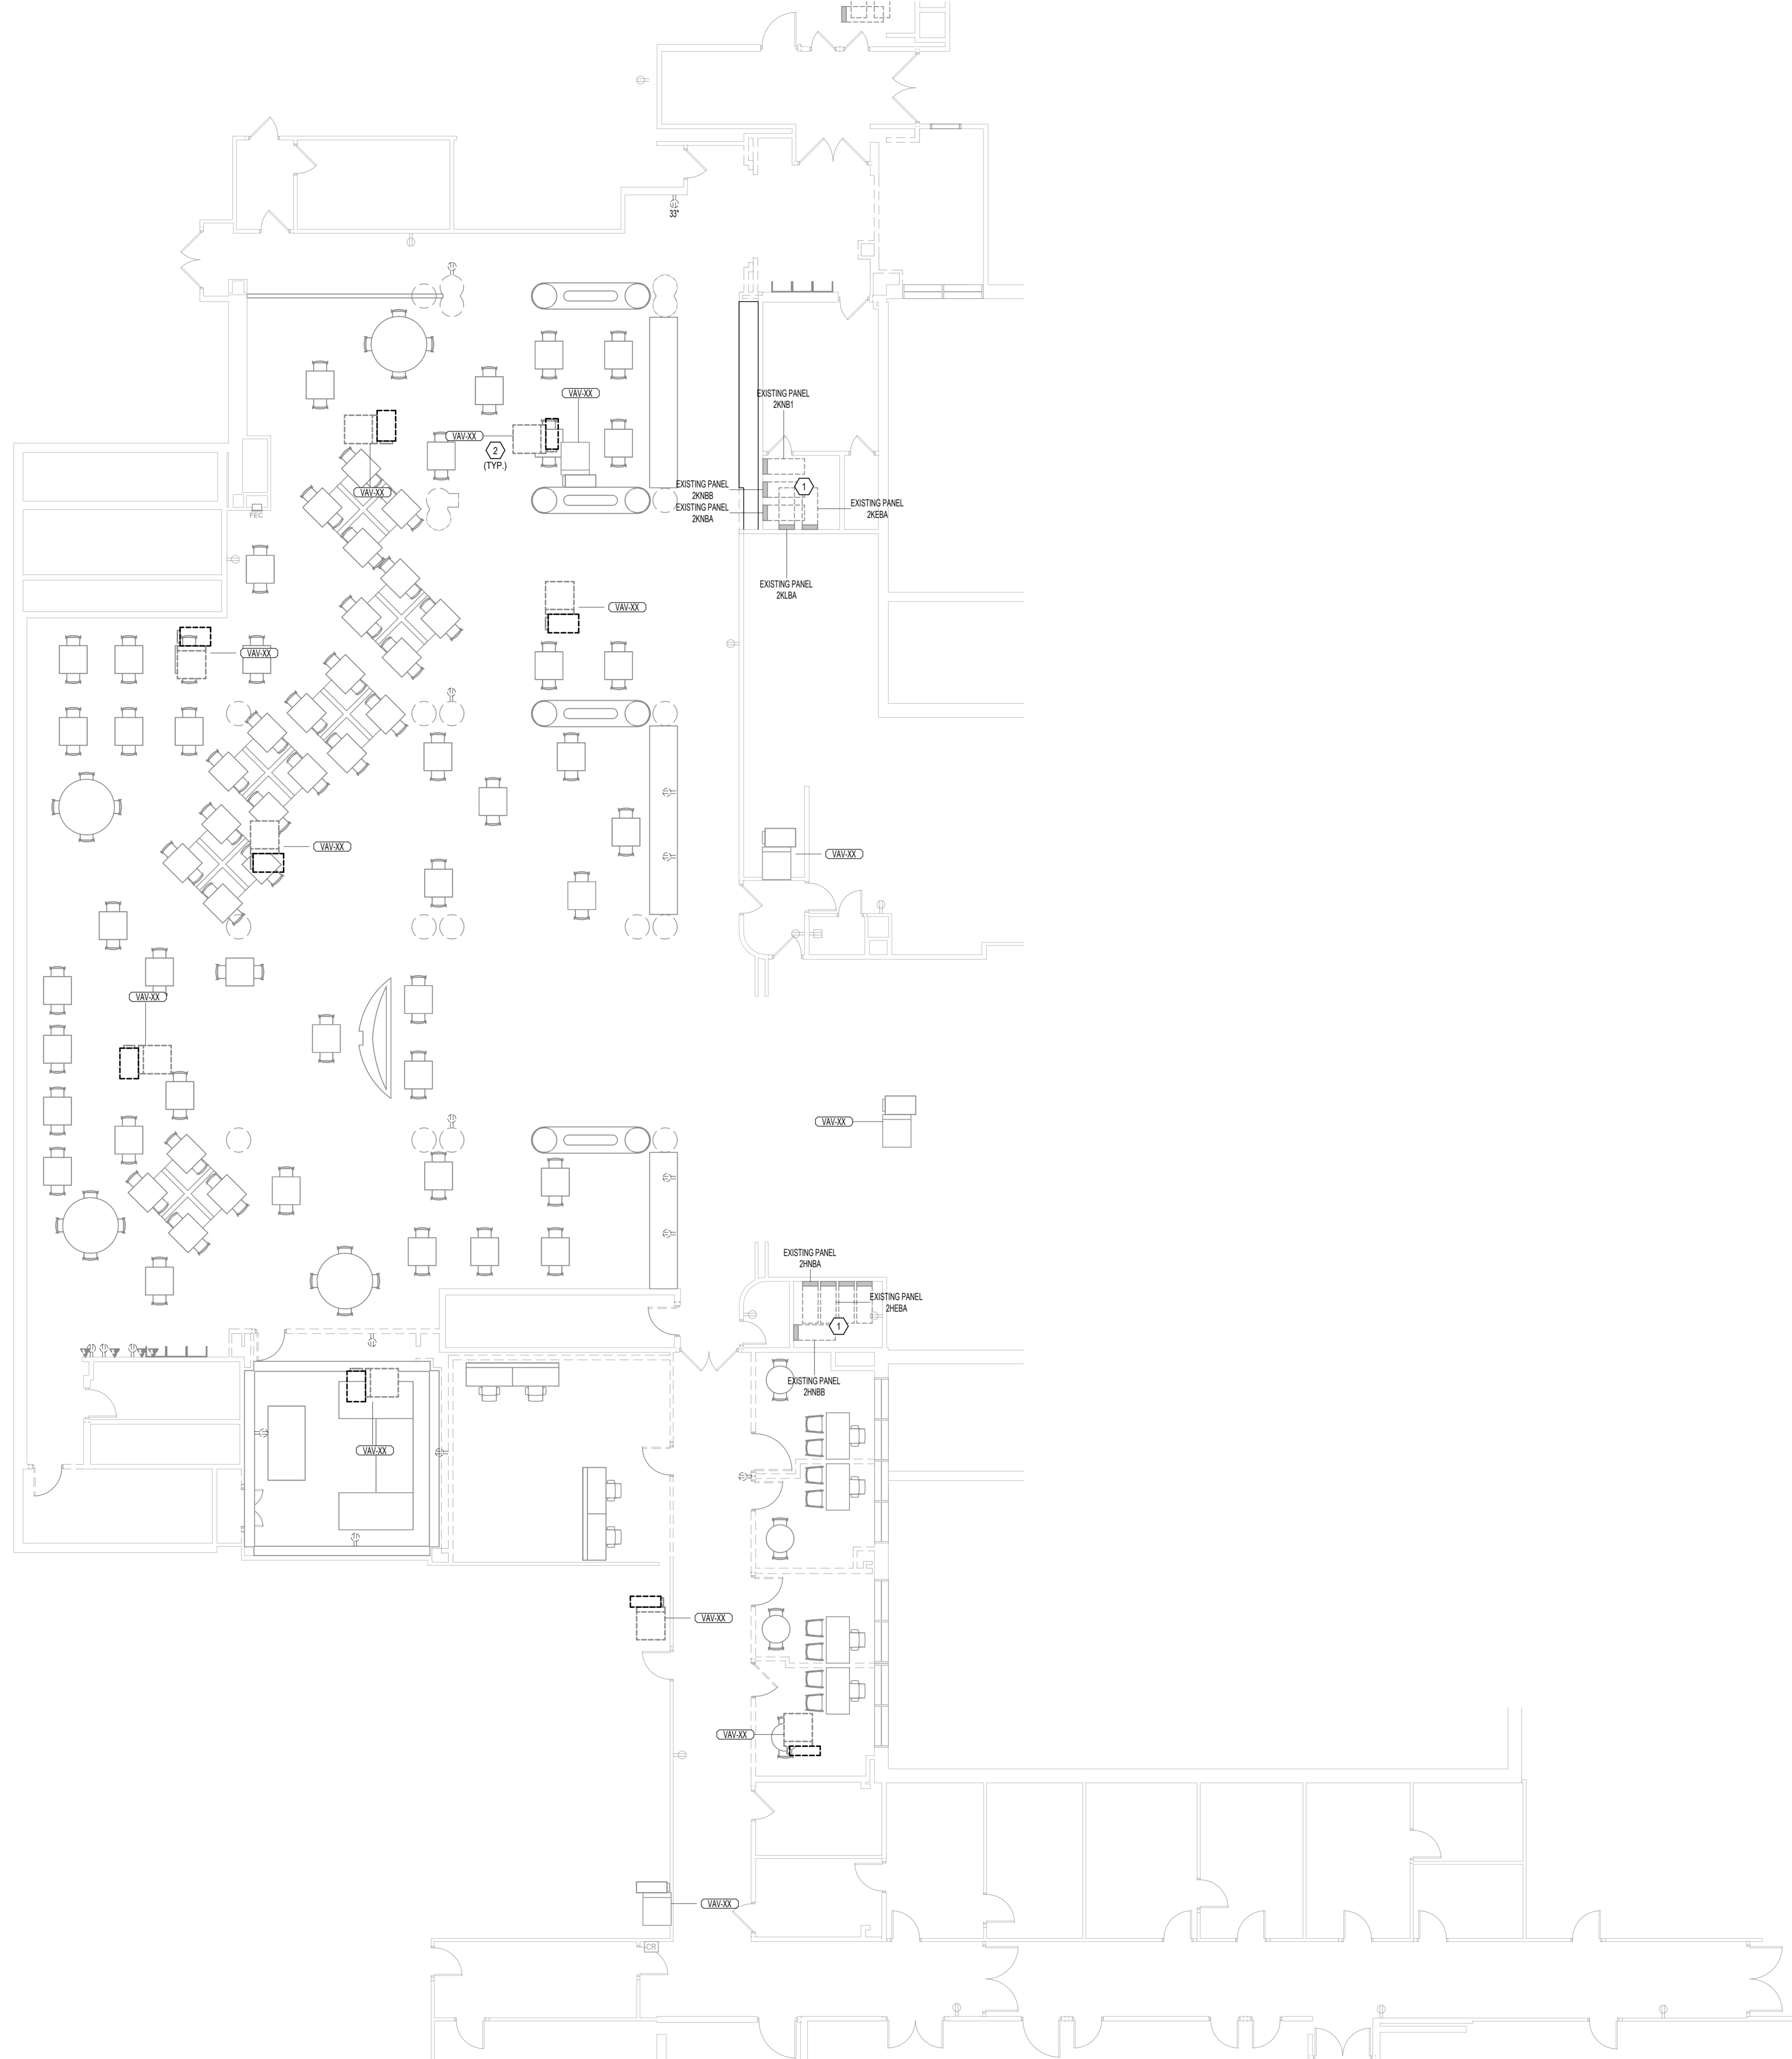 33"
VAV-XX
EXISTING PANEL
2KNB1
VAV-XX
2
(TYP.)
VAV-XX
EXISTING PANEL
2KNBB
1
EXISTING PANEL
2KNBA
EXISTING PANEL
2KEBA
FEC
EXISTING PANEL
2KLBA
VAV-XX
VAV-XX
VAV-XX
VAV-XX
VAV-XX
VAV-XX
EXISTING PANEL
2HNBA
EXISTING PANEL
2HEBA
1
EXISTING PANEL
2HNBB
VAV-XX
VAV-XX
VAV-XX
VAV-XX
CR